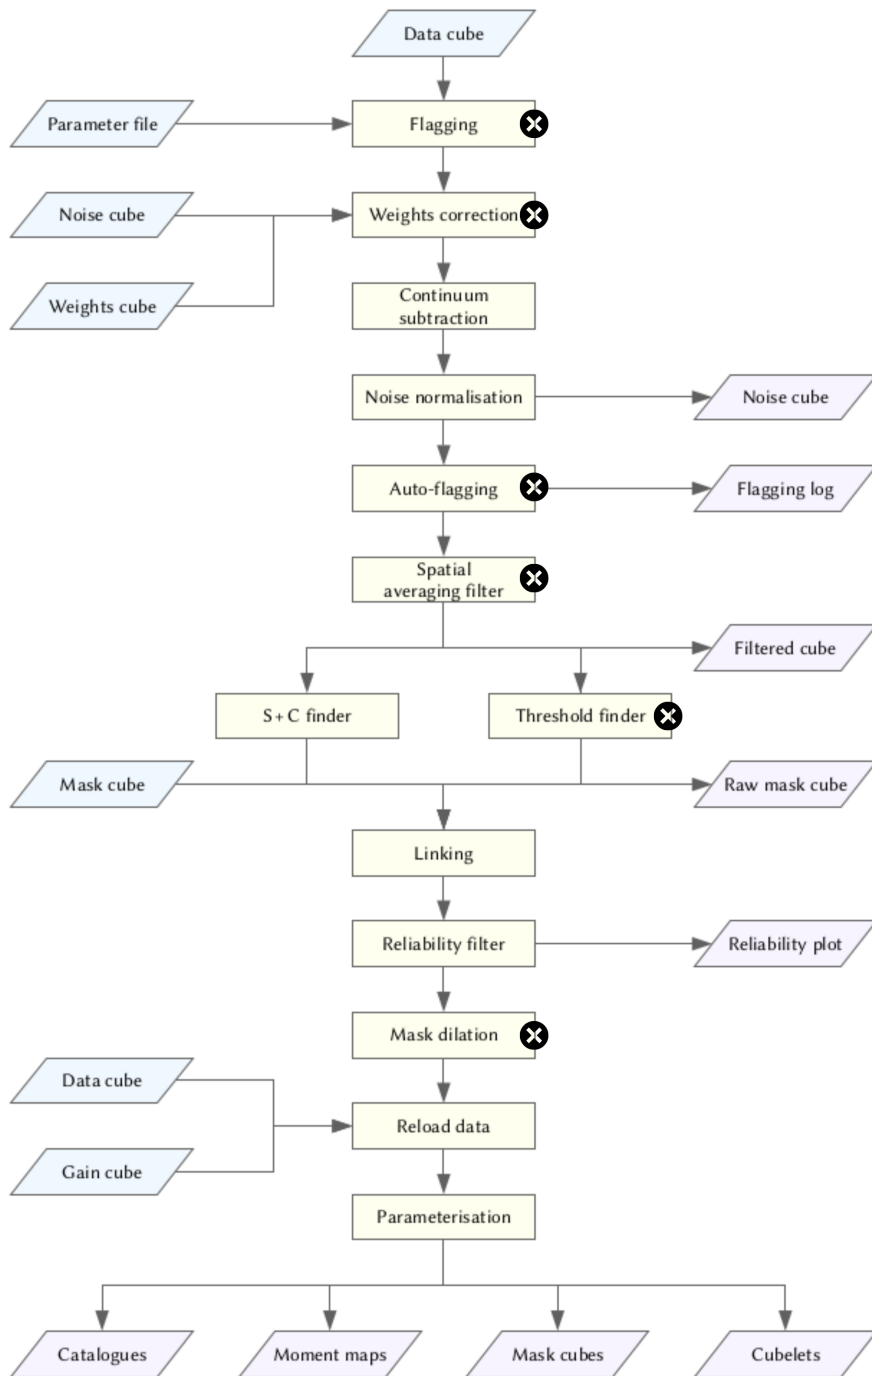 Data cube
Parameter file
Flagging
Noise cube
Weights correction
Weights cube
Continuum
subtraction
Noise normalisation
Noise cube
Auto-flagging
Flagging log
Spatial
averaging filter
Filtered cube
S+C finder
Threshold finder
Mask cube
Raw mask cube
Linking
Reliability filter
Reliability plot
Mask dilation
Data cube
Reload data
Gain cube
Parameterisation
Catalogues
Moment maps
Mask cubes
Cubelets